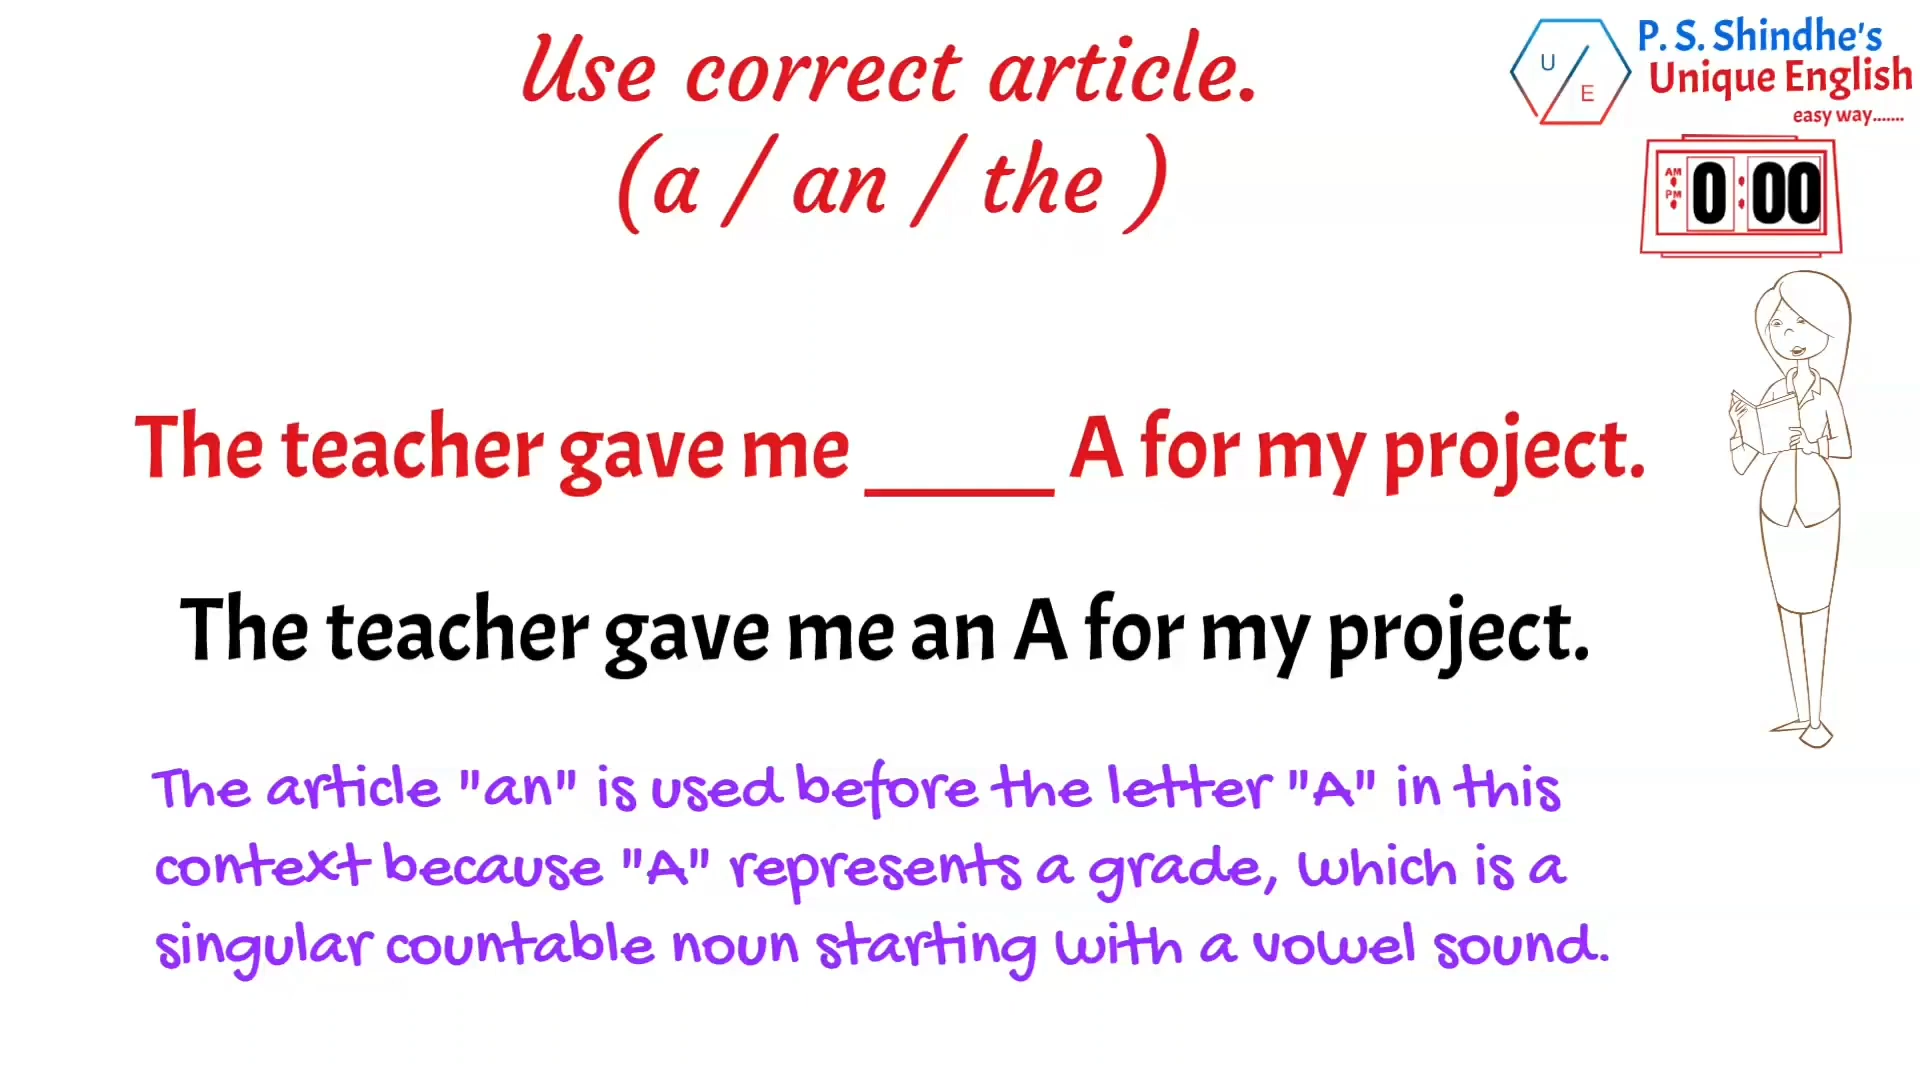 Use correct article.
(a / an / the )
P. S. Shindhe's
Unique English
easy way.......
U
E
AM
PM
0:00
The teacher gave me _____ A for my project.
The teacher gave me an A for my project.
The article "an" is used before the letter "A" in this
context because "A" represents a grade, which is a
singular countable noun starting with a vowel sound.